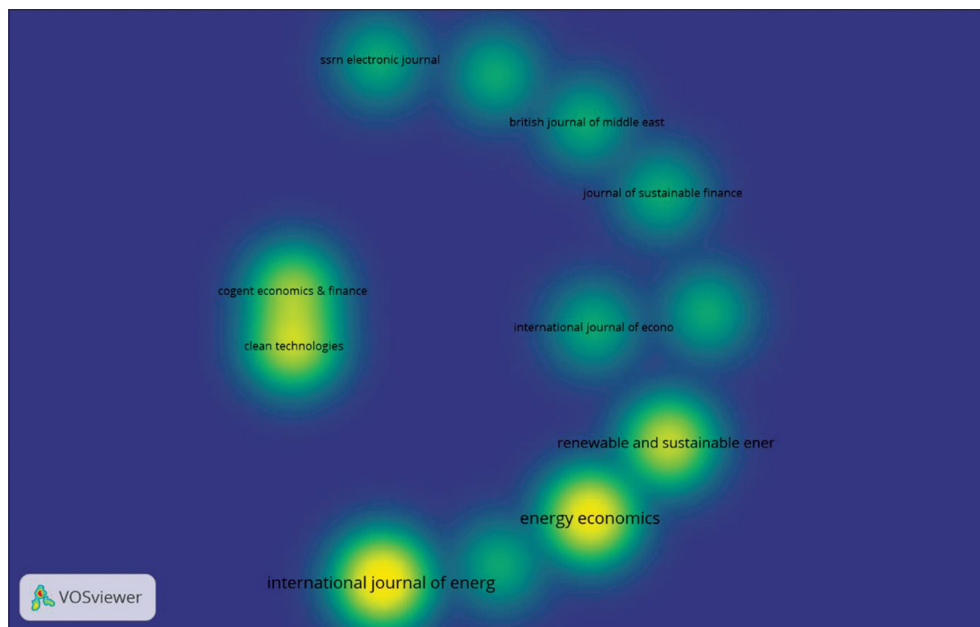 ssrn electronic journal
british journal of middle east
journal of sustainable finance
cogent economics & finance
international journal of econo
clean technologies
renewable and sustainable ener
energy economics
international journal of energ
VOSviewer